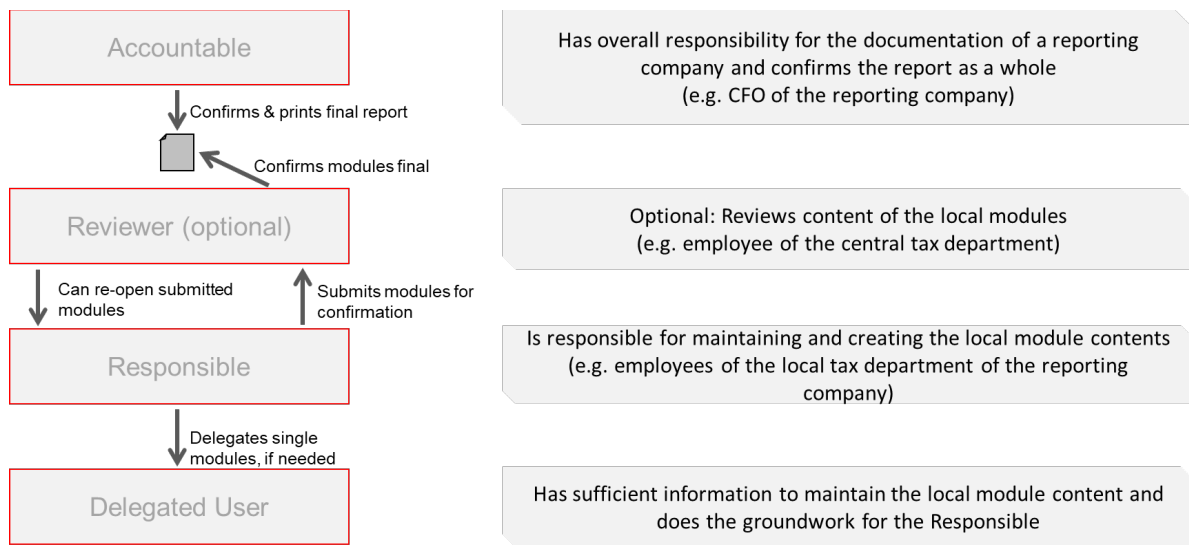 Accountable
Has overall responsibility for the documentation of a reporting
company and confirms the report as a whole
(e.g. CFO of the reporting company)
Confirms & prints final report
Confirms modules final
Reviewer (optional)
Optional: Reviews content of the local modules
(e.g. employee of the central tax department)
Can re-open submitted
modules
Submits modules for
confirmation
Responsible
Is responsible for maintaining and creating the local module contents
(e.g. employees of the local tax department of the reporting
company)
Delegates single
modules, if needed
Delegated User
Has sufficient information to maintain the local module content and
does the groundwork for the Responsible